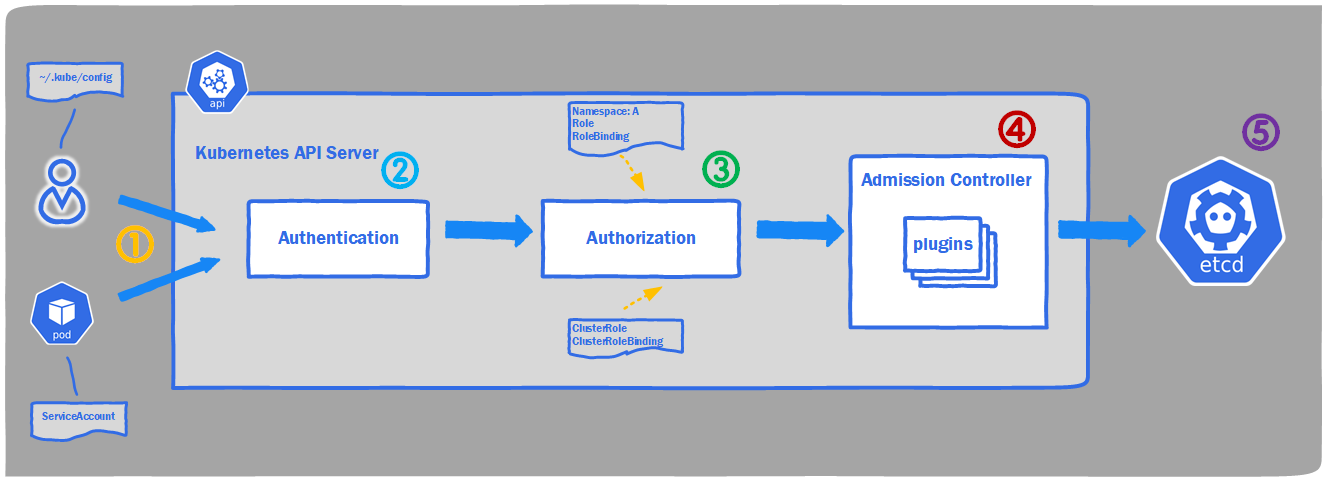 ~/.kube/config
api
Kubernetes API Server
Namespace: A
Role
RoleBinding
①
②
③
④
⑤
Authentication
Authorization
Admission Controller
plugins
etcd
pod
ClusterRole
ClusterRoleBinding
ServiceAccount